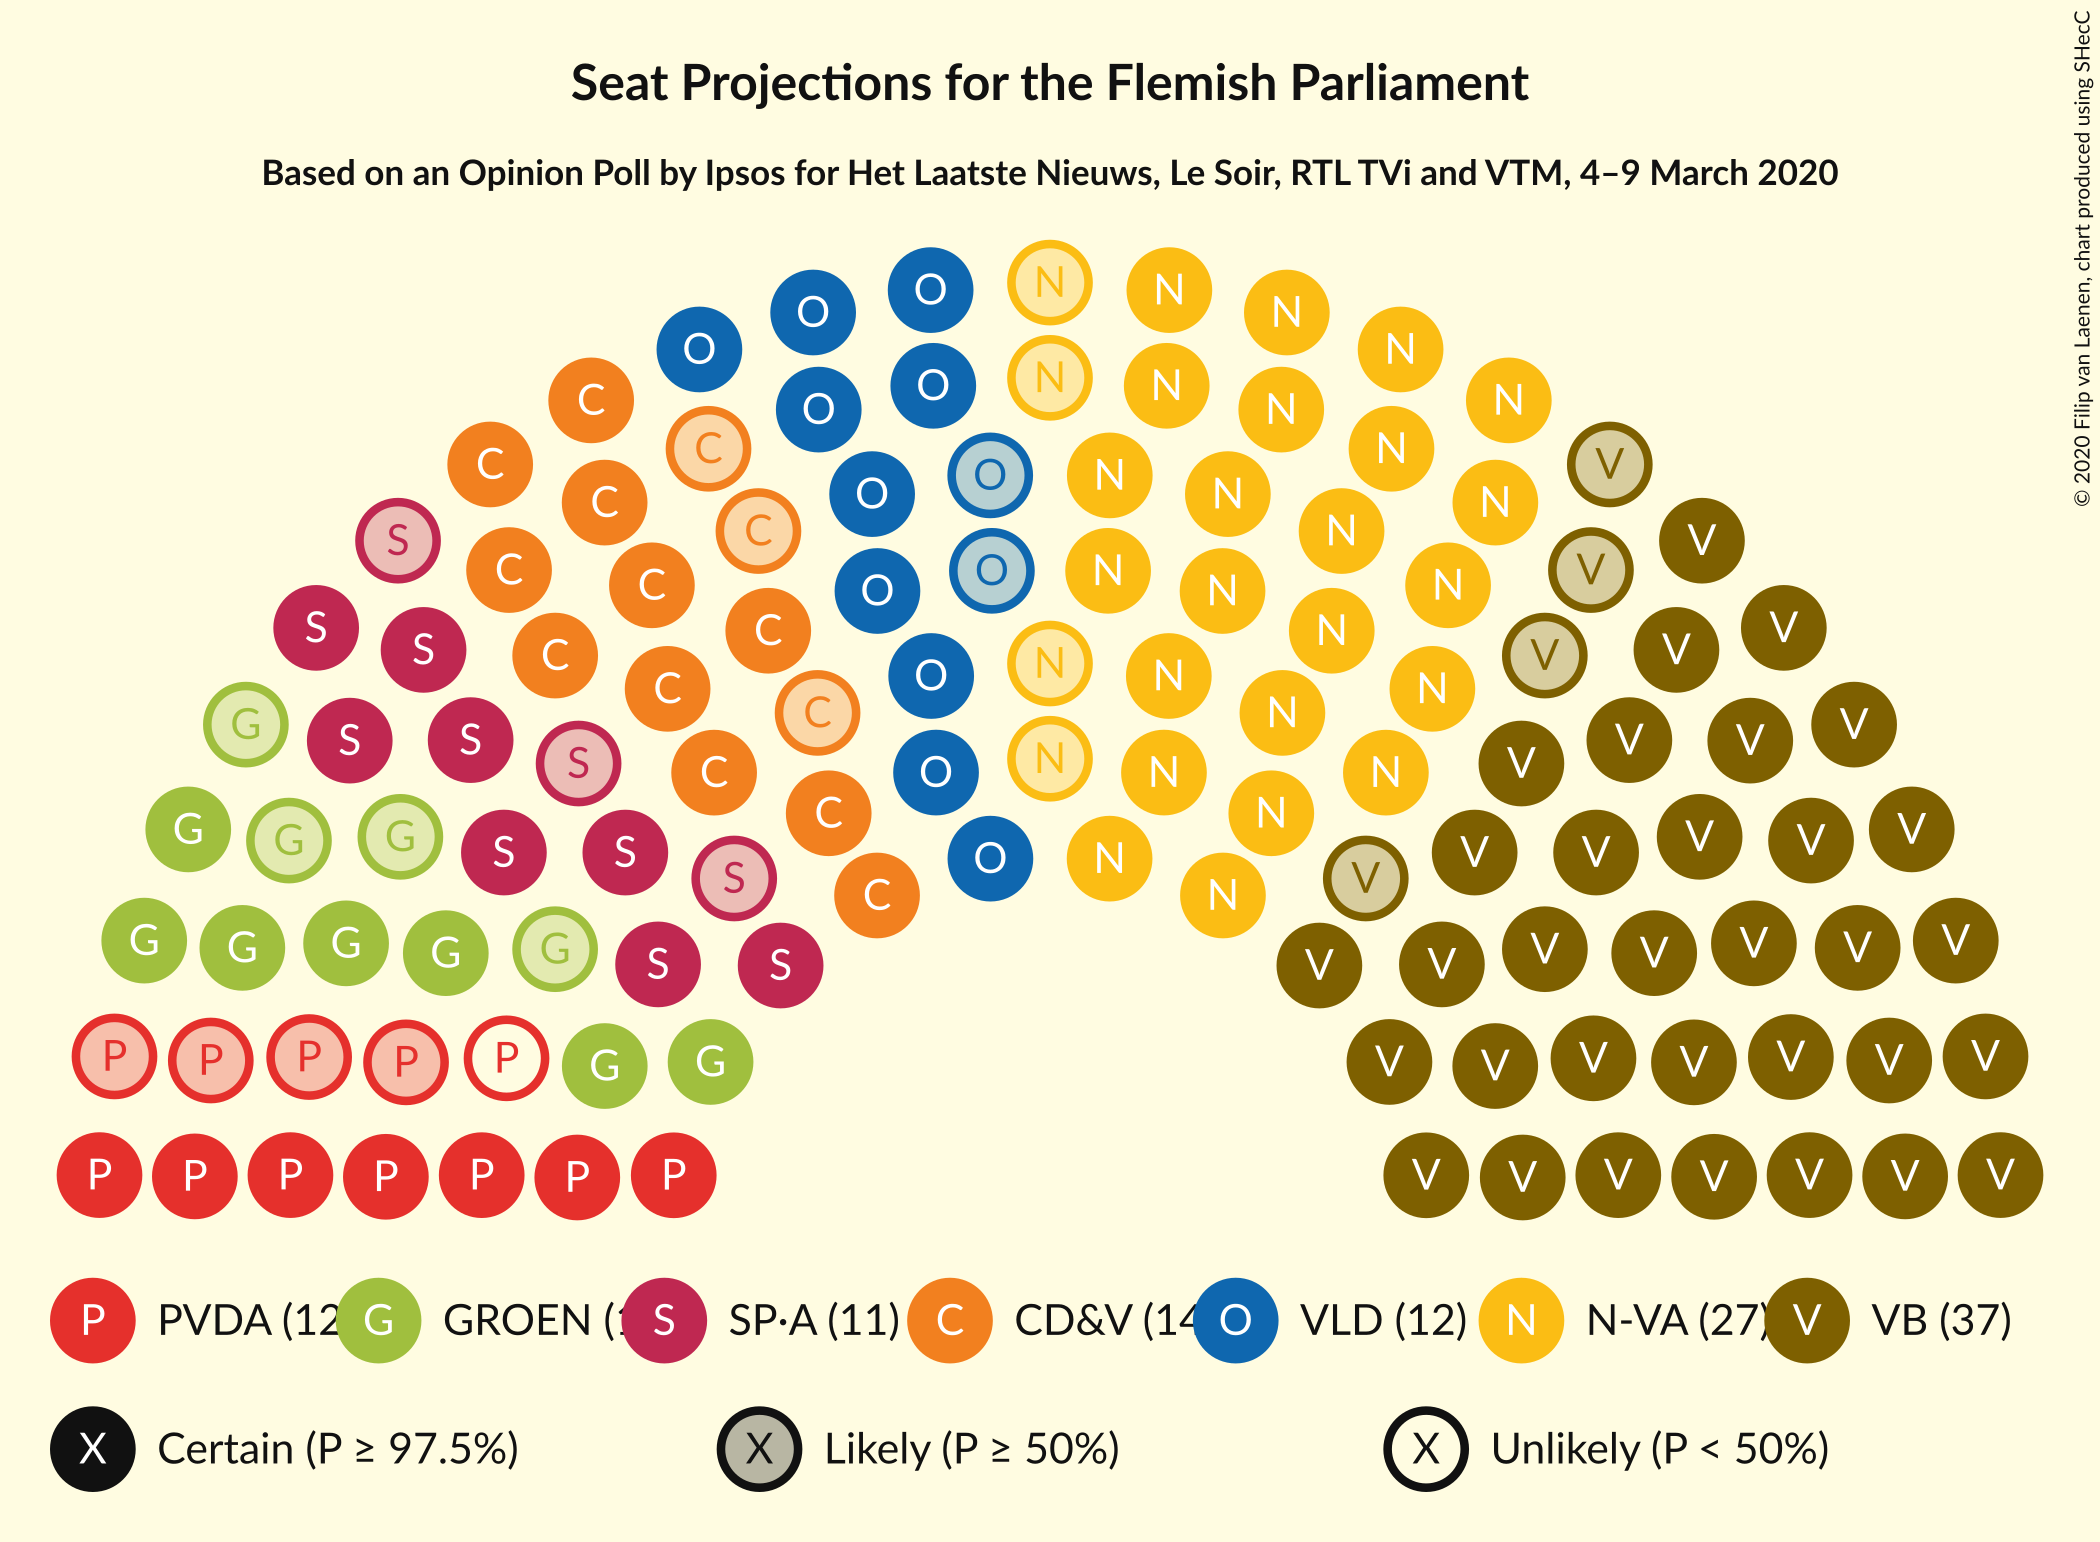 Seat Projections for the Flemish Parliament
Based on an Opinion Poll by Ipsos for Het Laatste Nieuws, Le Soir, RTL TVi and VTM, 4–9 March 2020
© 2020 Filip van Laenen, chart produced using SHecC
O N N
O N
O N
O N N
C N
O N
C N
C V
O N
O N
C N
C N
S V
C O N V
C O N N
S C N V
S C V V
O N N
C N
C N
G V
S S V V
S C O N N N V
C N
G G G V V V
S S O N V V
S C N V
G G G G G S S V V V V V V V
P P P P P G G V V V V V V V
P P P P P P P V V V V V V V
P PVDA (12 G GROEN ( S SP·A (11) C CD&V (14 O VLD (12) N N-VA (27) V VB (37)
X Certain (P ≥ 97.5%) X Likely (P ≥ 50%) X Unlikely (P < 50%)